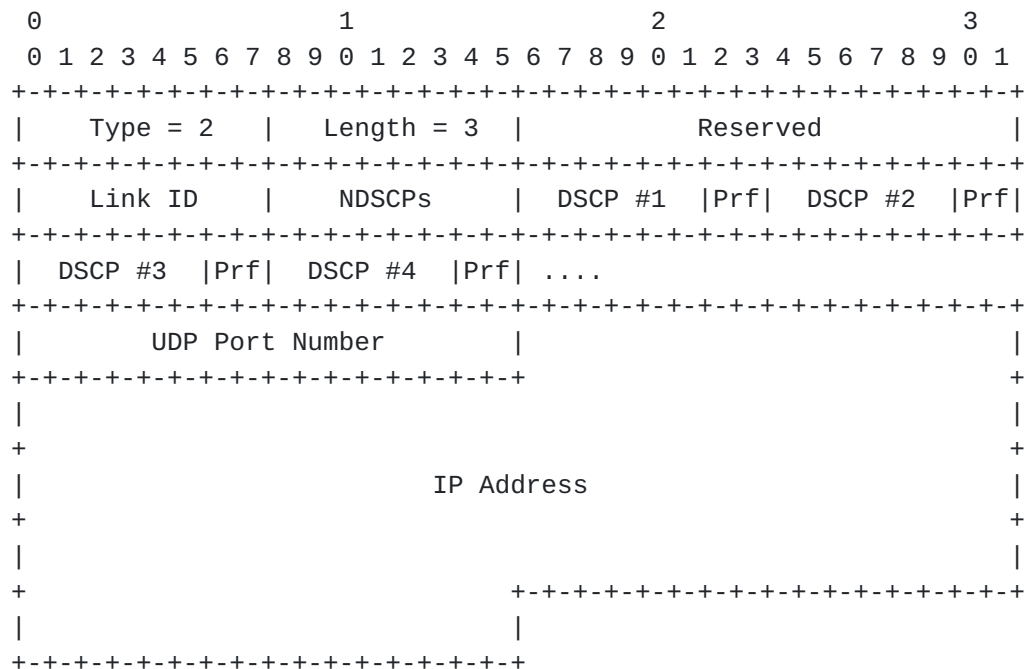 0                   1                   2                   3
 0 1 2 3 4 5 6 7 8 9 0 1 2 3 4 5 6 7 8 9 0 1 2 3 4 5 6 7 8 9 0 1
+-+-+-+-+-+-+-+-+-+-+-+-+-+-+-+-+-+-+-+-+-+-+-+-+-+-+-+-+-+-+-+-+
|    Type = 2   |   Length = 3  |           Reserved            |
+-+-+-+-+-+-+-+-+-+-+-+-+-+-+-+-+-+-+-+-+-+-+-+-+-+-+-+-+-+-+-+-+
|    Link ID    |    NDSCPs     |  DSCP #1  |Prf|  DSCP #2  |Prf|
+-+-+-+-+-+-+-+-+-+-+-+-+-+-+-+-+-+-+-+-+-+-+-+-+-+-+-+-+-+-+-+-+
|  DSCP #3  |Prf|  DSCP #4  |Prf| ....
+-+-+-+-+-+-+-+-+-+-+-+-+-+-+-+-+-+-+-+-+-+-+-+-+-+-+-+-+-+-+-+-+
|        UDP Port Number        |                               |
+-+-+-+-+-+-+-+-+-+-+-+-+-+-+-+-+                               +
|                                                               |
+                                                               +
|                          IP Address                           |
+                                                               +
|                                                               |
+                               +-+-+-+-+-+-+-+-+-+-+-+-+-+-+-+-+
|                               |
+-+-+-+-+-+-+-+-+-+-+-+-+-+-+-+-+